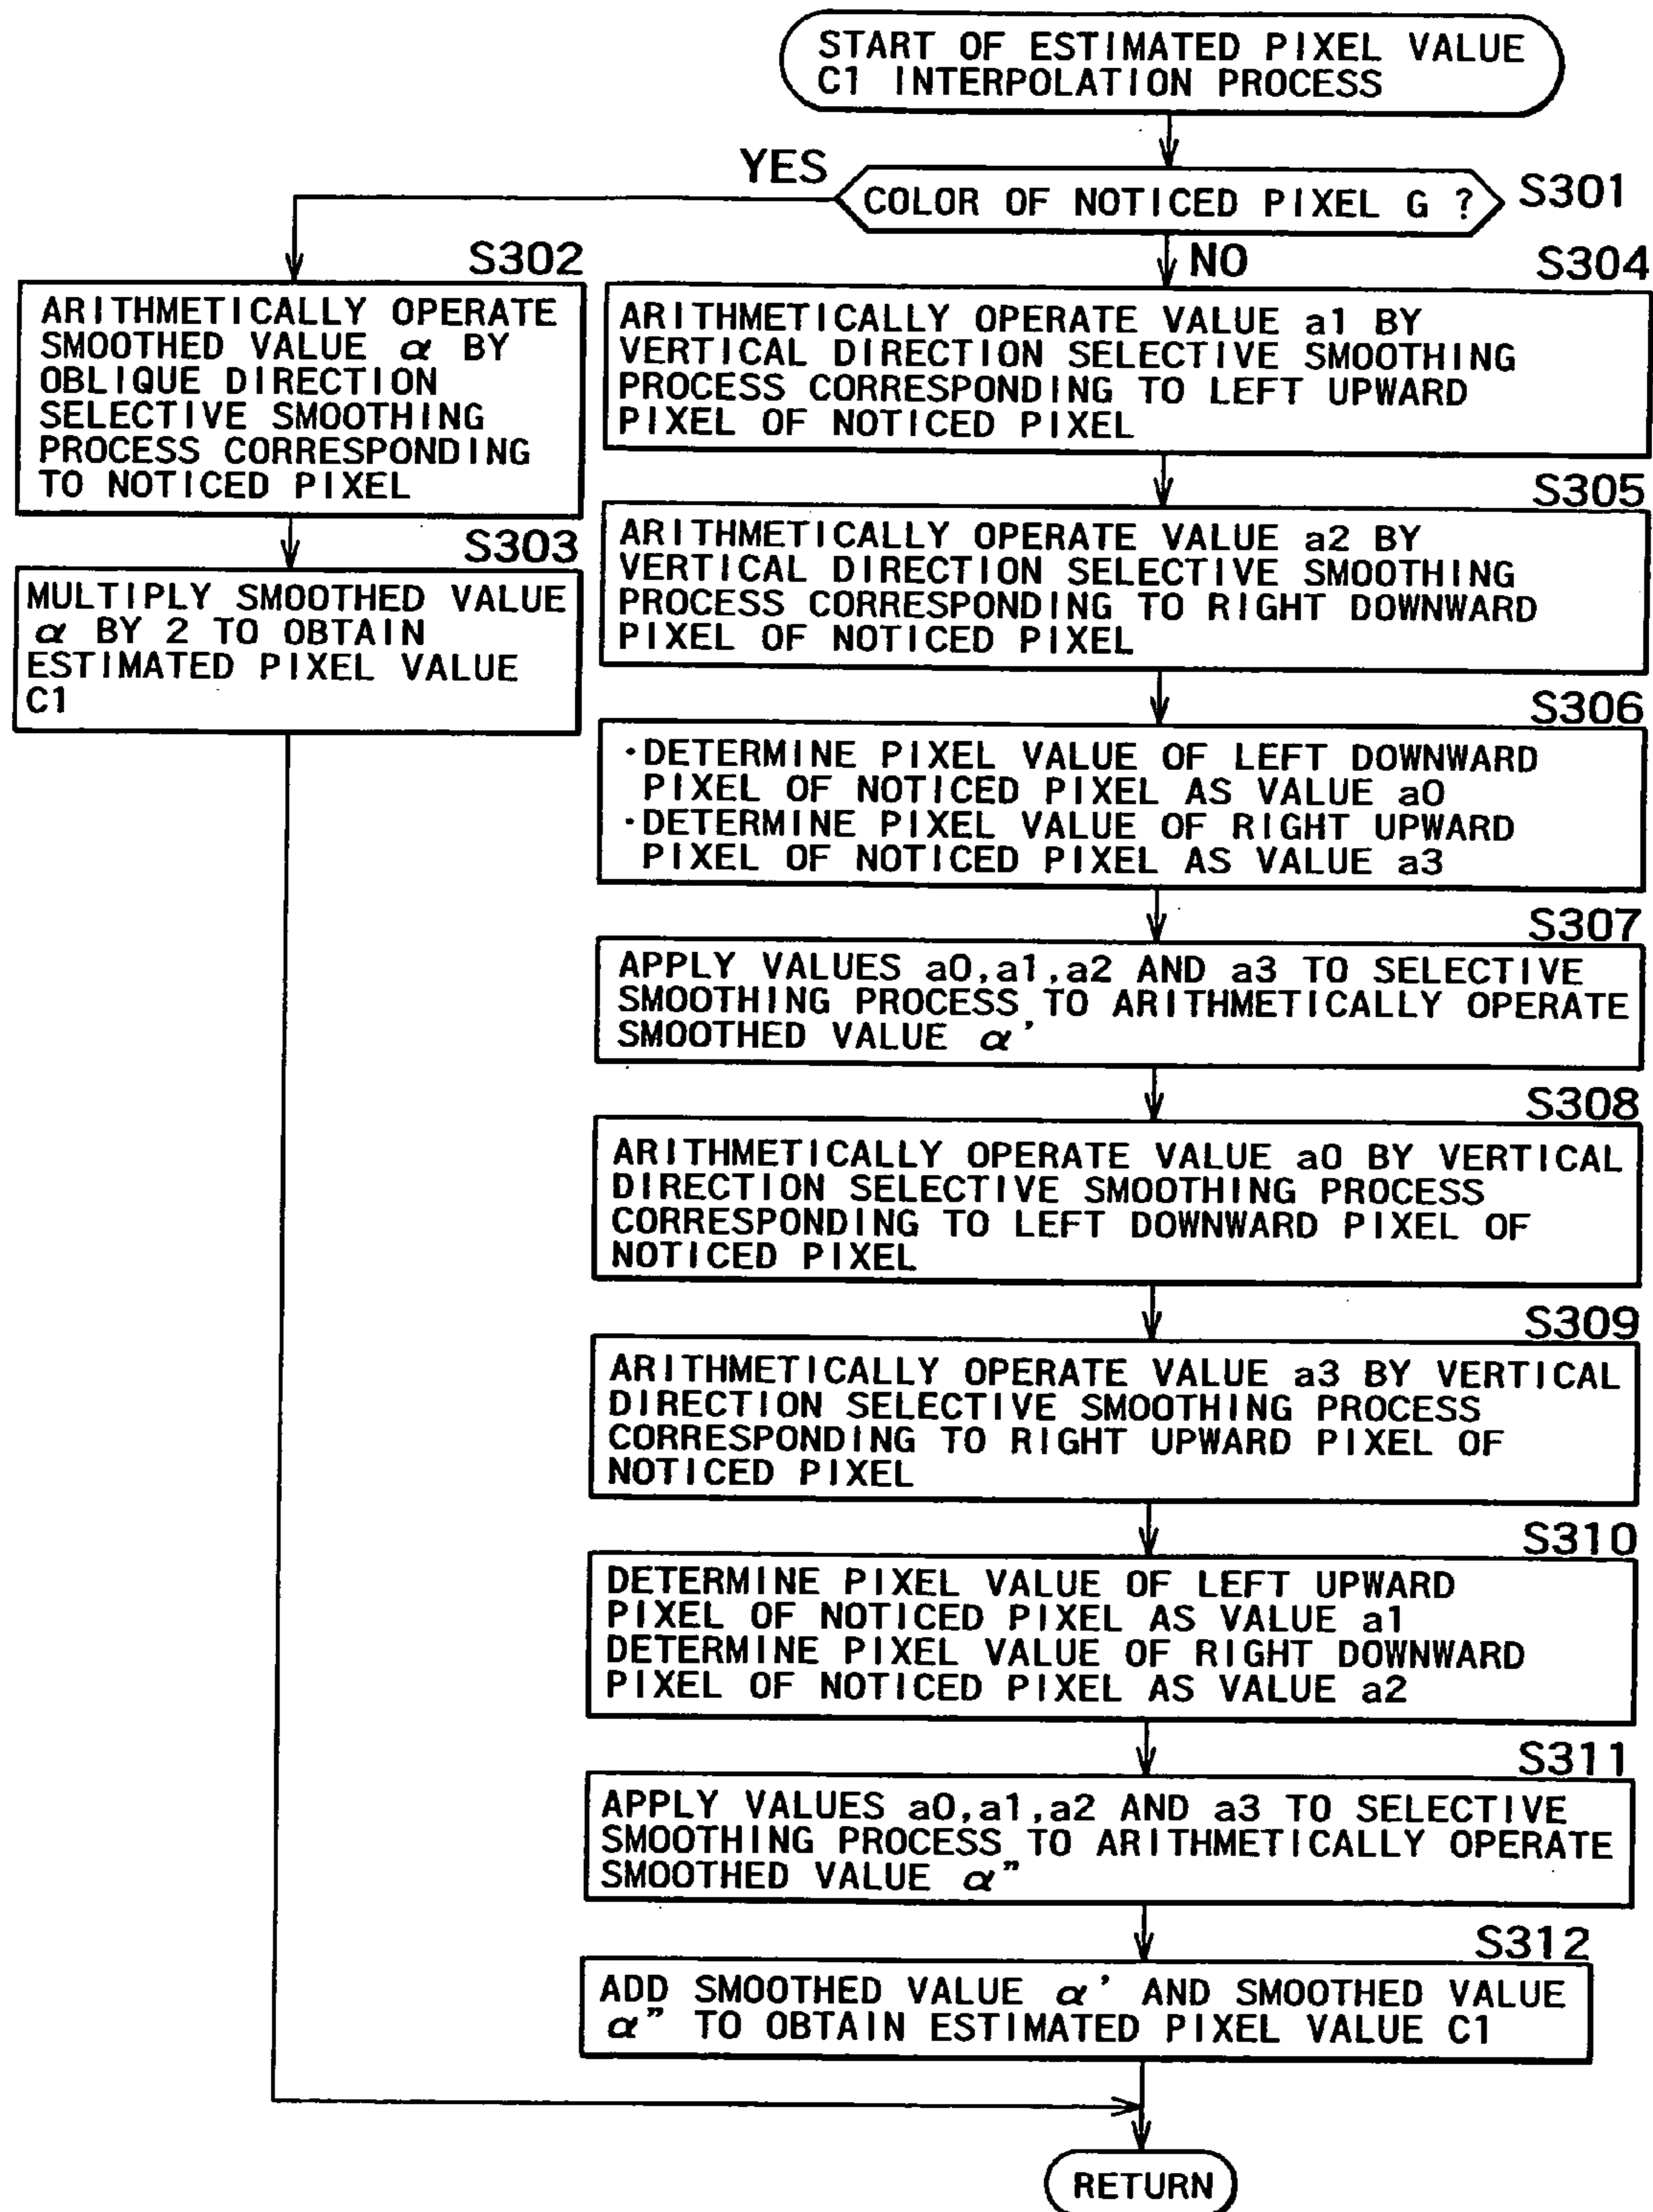 START OF ESTIMATED PIXEL VALUE
C1 INTERPOLATION PROCESS
YES
COLOR OF NOTICED PIXEL G ?
S301
NO
S302
ARITHMETICALLY OPERATE
SMOOTHED VALUE α BY
OBLIQUE DIRECTION
SELECTIVE SMOOTHING
PROCESS CORRESPONDING
TO NOTICED PIXEL
S303
MULTIPLY SMOOTHED VALUE
α BY 2 TO OBTAIN
ESTIMATED PIXEL VALUE
C1
S304
ARITHMETICALLY OPERATE VALUE a1 BY
VERTICAL DIRECTION SELECTIVE SMOOTHING
PROCESS CORRESPONDING TO LEFT UPWARD
PIXEL OF NOTICED PIXEL
S305
ARITHMETICALLY OPERATE VALUE a2 BY
VERTICAL DIRECTION SELECTIVE SMOOTHING
PROCESS CORRESPONDING TO RIGHT DOWNWARD
PIXEL OF NOTICED PIXEL
S306
·DETERMINE PIXEL VALUE OF LEFT DOWNWARD
PIXEL OF NOTICED PIXEL AS VALUE a0
·DETERMINE PIXEL VALUE OF RIGHT UPWARD
PIXEL OF NOTICED PIXEL AS VALUE a3
S307
APPLY VALUES a0,a1,a2 AND a3 TO SELECTIVE
SMOOTHING PROCESS TO ARITHMETICALLY OPERATE
SMOOTHED VALUE α'
S308
ARITHMETICALLY OPERATE VALUE a0 BY VERTICAL
DIRECTION SELECTIVE SMOOTHING PROCESS
CORRESPONDING TO LEFT DOWNWARD PIXEL OF
NOTICED PIXEL
S309
ARITHMETICALLY OPERATE VALUE a3 BY VERTICAL
DIRECTION SELECTIVE SMOOTHING PROCESS
CORRESPONDING TO RIGHT UPWARD PIXEL OF
NOTICED PIXEL
S310
DETERMINE PIXEL VALUE OF LEFT UPWARD
PIXEL OF NOTICED PIXEL AS VALUE a1
DETERMINE PIXEL VALUE OF RIGHT DOWNWARD
PIXEL OF NOTICED PIXEL AS VALUE a2
S311
APPLY VALUES a0,a1,a2 AND a3 TO SELECTIVE
SMOOTHING PROCESS TO ARITHMETICALLY OPERATE
SMOOTHED VALUE α"
S312
ADD SMOOTHED VALUE α' AND SMOOTHED VALUE
α" TO OBTAIN ESTIMATED PIXEL VALUE C1
RETURN